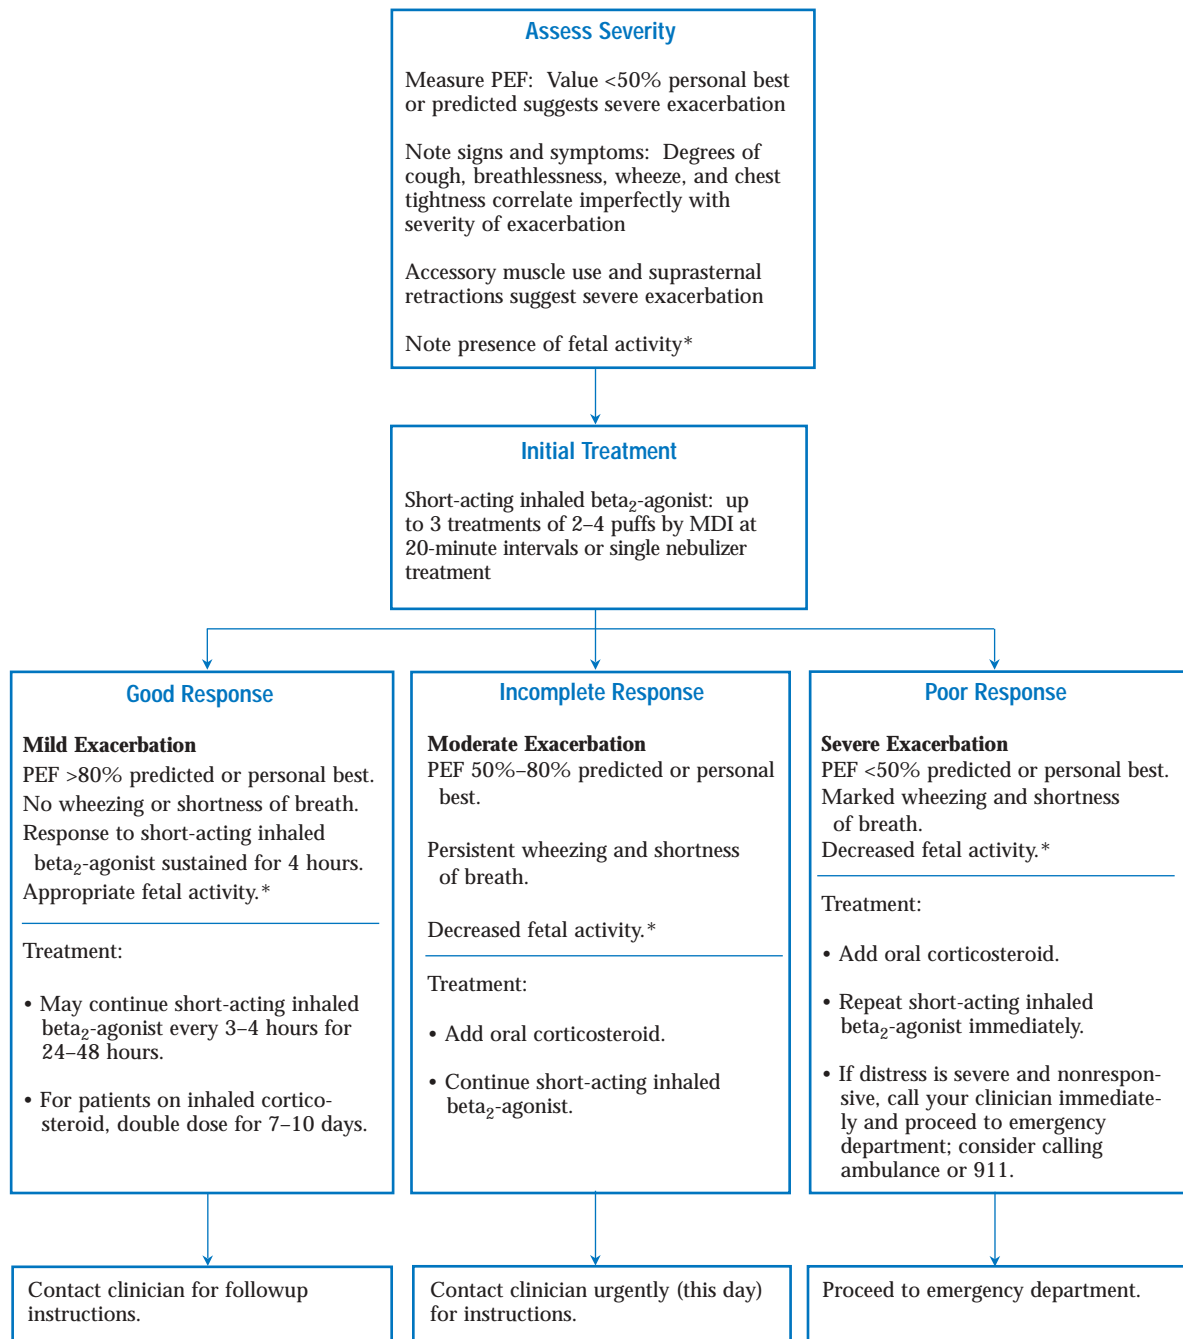 Assess Severity
Measure PEF: Value <50% personal best
or predicted suggests severe exacerbation
Note signs and symptoms: Degrees of
cough, breathlessness, wheeze, and chest
tightness correlate imperfectly with
severity of exacerbation
Accessory muscle use and suprasternal
retractions suggest severe exacerbation
Note presence of fetal activity*
Initial Treatment
Short-acting inhaled beta₂-agonist: up
to 3 treatments of 2–4 puffs by MDI at
20-minute intervals or single nebulizer
treatment
Good Response
Mild Exacerbation
PEF >80% predicted or personal best.
No wheezing or shortness of breath.
Response to short-acting inhaled
beta₂-agonist sustained for 4 hours.
Appropriate fetal activity.*
Treatment:
• May continue short-acting inhaled
beta₂-agonist every 3–4 hours for
24–48 hours.
• For patients on inhaled cortico-
steroid, double dose for 7–10 days.
Contact clinician for followup
instructions.
Incomplete Response
Moderate Exacerbation
PEF 50%–80% predicted or personal
best.
Persistent wheezing and shortness
of breath.
Decreased fetal activity.*
Treatment:
• Add oral corticosteroid.
• Continue short-acting inhaled
beta₂-agonist.
Contact clinician urgently (this day)
for instructions.
Poor Response
Severe Exacerbation
PEF <50% predicted or personal best.
Marked wheezing and shortness
of breath.
Decreased fetal activity.*
Treatment:
• Add oral corticosteroid.
• Repeat short-acting inhaled
beta₂-agonist immediately.
• If distress is severe and nonrespon-
sive, call your clinician immediate-
ly and proceed to emergency
department; consider calling
ambulance or 911.
Proceed to emergency department.